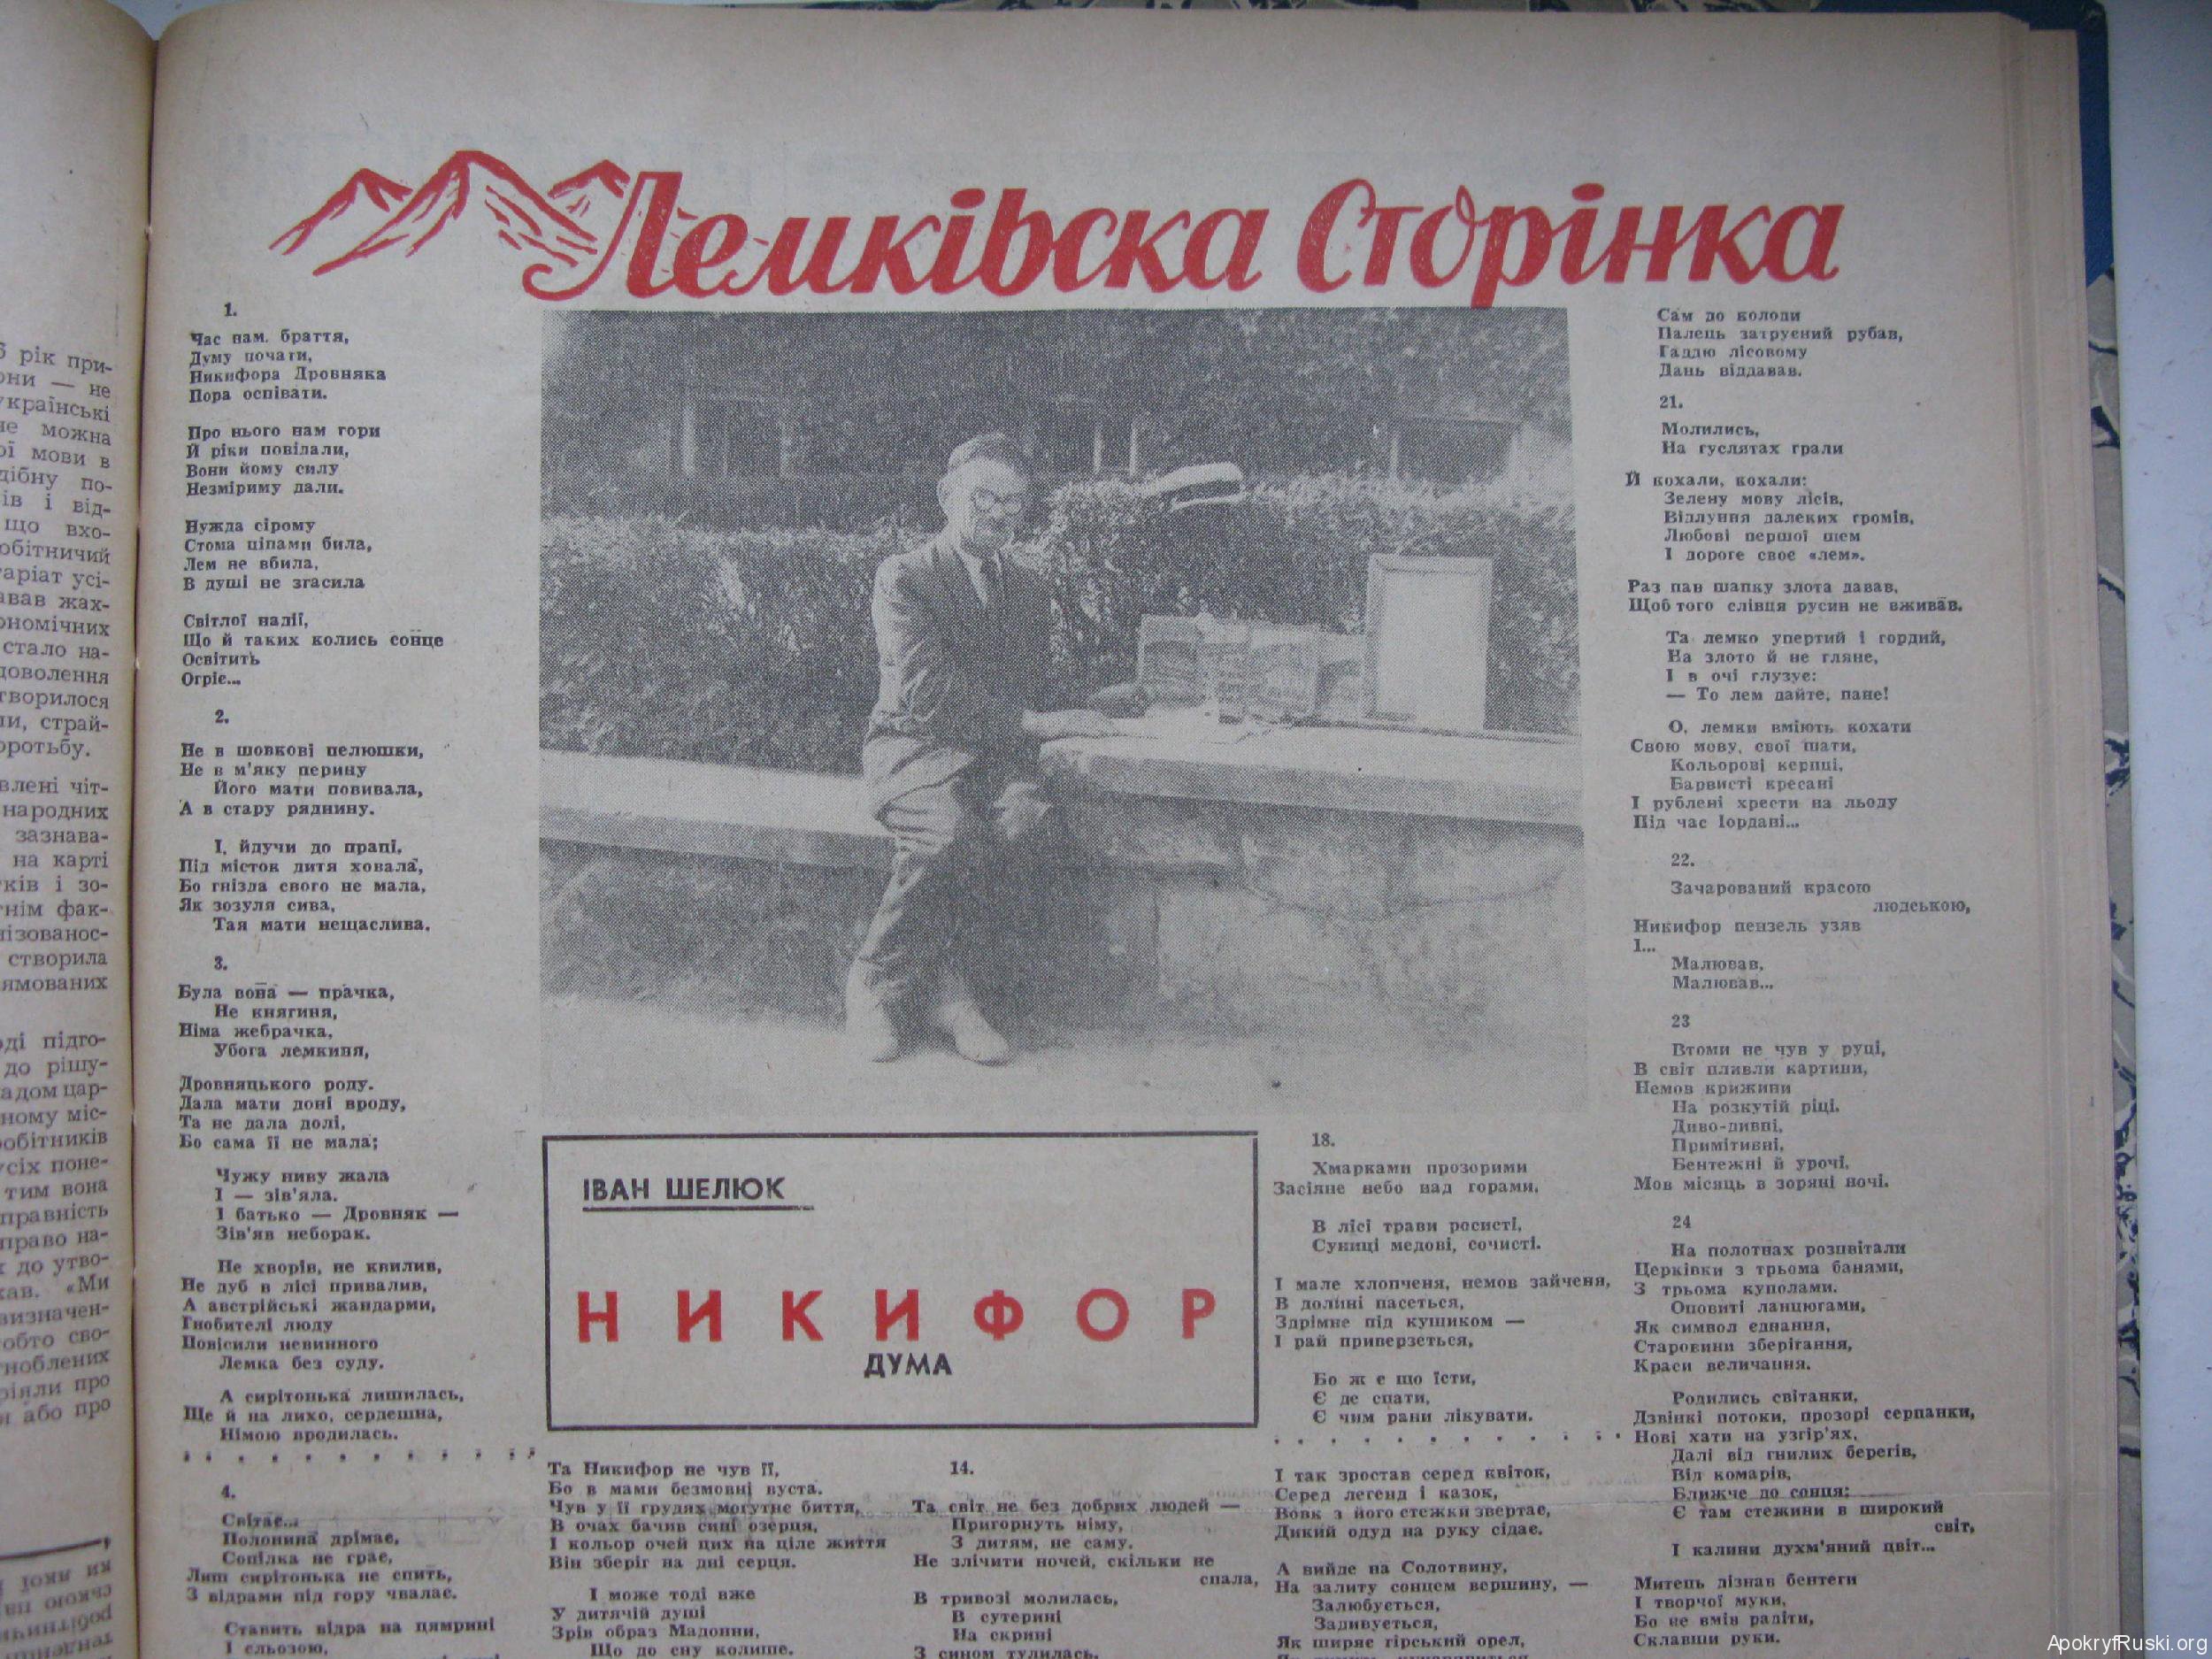 Лемківска Сторінка
1.
Час нам, браття,
Думу почати,
Никифора Дровняка
Пора оспівати.
Про нього нам гори
Й ріки повідали,
Вони йому силу
Незміриму дали.
Нужда сірому
Стома ціпами била,
Лем не вбила,
В душі не згасила
Світлої надії,
Що й таких колись сонце
Освітить
Огріє...
2.
Не в шовкові пелюшки,
Не в м'яку перину
Його мати повивала,
А в стару ряднину.
І, йдучи до праці,
Під місток дитя ховала,
Бо гнізда свого не мала,
Як зозуля сива,
Тая мати нещаслива.
3.
Була вона — прачка,
Не княгиня,
Німа жебрачка,
Убога лемкиня,
Дровняцького роду.
Дала мати доні вроду,
Та не дала долі,
Бо сама її не мала;
Чужу ниву жала
І — зів'яла.
І батько — Дровняк —
Зів'яв неборак.
Не хворів, не квилив,
Не дуб в лісі привалив,
А австрійські жандарми,
Гнобителі люду
Повісили невинного
Лемка без суду.
А сирітонька лишилась,
Ще й на лихо, сердешна,
Німою вродилась.
4.
Світає...
Полонина дрімає,
Сопілка не грає,
Лиш сирітонька не спить,
З відрами під гору чвалає.
Ставить відра на цямрині
І сльозою,
ІВАН ШЕЛЮК
НИКИФОР
ДУМА
Та Никифор не чув її,
Бо в мами безмовні вуста.
Чув у її грудях могутнє биття,
В очах бачив сині озерця,
І кольор очей цих на ціле життя
Він зберіг на дні серця.
І може тоді вже
У дитячій душі
Зрів образ Мадонни,
Що до сну колише.
14.
Та світ не без добрих людей —
Пригорнуть німу,
З дитям, не саму.
Не злічити ночей, скільки не
спала,
В тривозі молилась,
В сутерині
На скрині
З сином тулилась.
18.
Хмарками прозорими
Засіяне небо над горами.
В лісі трави росисті,
Суниці медові, сочисті.
І мале хлопченя, немов зайченя,
В долині пасеться,
Здрімне під кущиком —
І рай приверзеться,
Бо ж є що їсти,
Є де спати,
Є чим рани лікувати.
І так зростав серед квіток,
Серед легенд і казок,
Вовк з його стежки звертає,
Дикий одуд на руку сідає.
А вийде на Солотвину,
На залиту сонцем вершину, —
Залюбується,
Задивується,
Як ширяє гірський орел,
Сам до колоди
Палець затруєний рубав,
Гаддю лісовому
Дань віддавав.
21.
Молились,
На гуслятах грали
Й кохали, кохали:
Зелену мову лісів,
Відлуння далеких громів,
Любові першої щем
І дороге своє «лем».
Раз пан шапку злота давав,
Щоб того слівця русин не вживав.
Та лемко упертий і гордий,
На злото й не гляне,
І в очі глузує:
— То лем дайте, пане!
О, лемки вміють кохати
Свою мову, свої шати,
Кольорові керпці,
Барвисті кресані
І рублені хрести на льоду
Під час Іордані...
22.
Зачарований красою
людською,
Никифор пензель узяв
І...
Малював,
Малював...
23
Втоми не чув у руці,
В світ пливли картини,
Немов крижини
На розкутій ріці.
Диво-дивні,
Примітивні,
Бентежні й урочі,
Мов місяць в зоряні ночі.
24
На полотнах розцвітали
Церківки з трьома банями,
З трьома куполами.
Оповиті ланцюгами,
Як символ єднання,
Старовини зберігання,
Краси величання.
Родились світанки,
Дзвінкі потоки, прозорі серпанки,
Нові хати на узгір'ях,
Далі від гнилих берегів,
Від комарів,
Ближче до сонця:
Є там стежини в широкий
світ,
І калини духм'яний цвіт...
Митець дізнав бентеги
І творчої муки,
Бо не вмів радіти,
Склавши руки.
ApokryfRuski.org